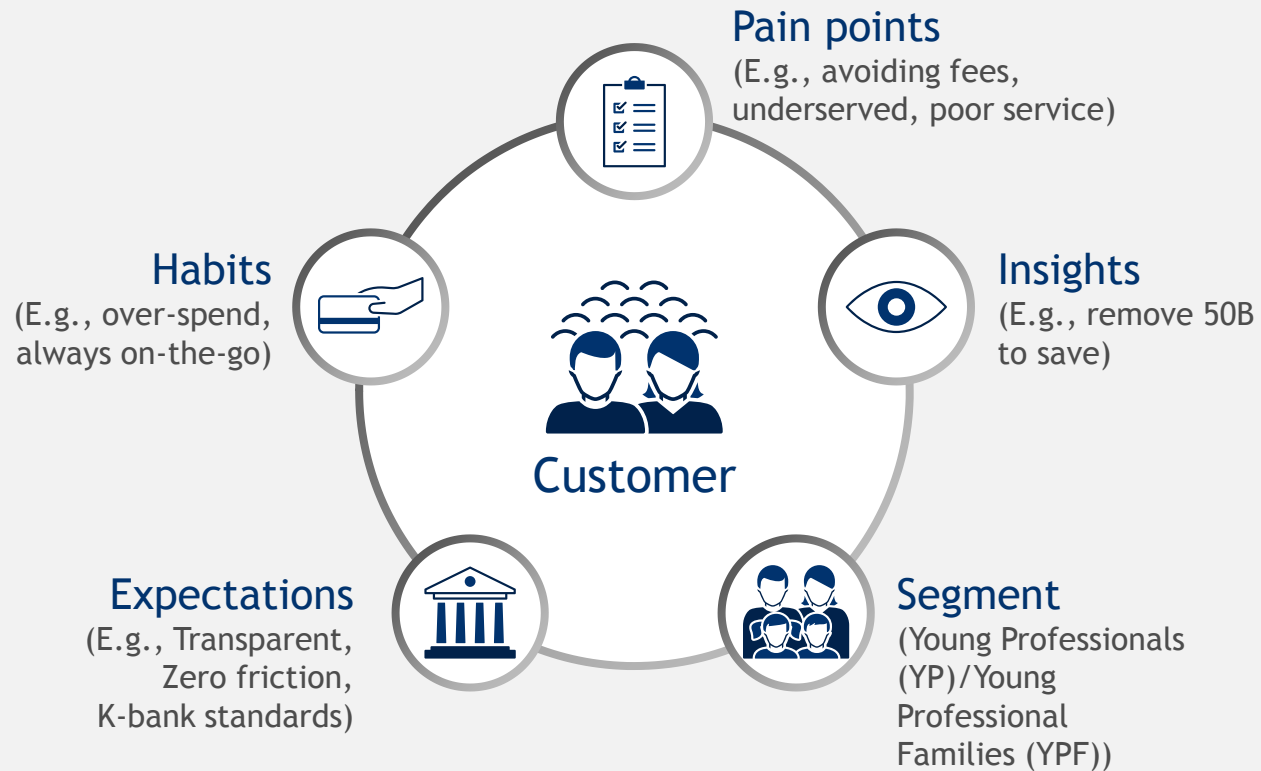 Pain points
(E.g., avoiding fees,
underserved, poor service)
Habits
(E.g., over-spend,
always on-the-go)
Insights
(E.g., remove 50B
to save)
Customer
Expectations
(E.g., Transparent,
Zero friction,
K-bank standards)
Segment
(Young Professionals
(YP)/Young
Professional
Families (YPF))